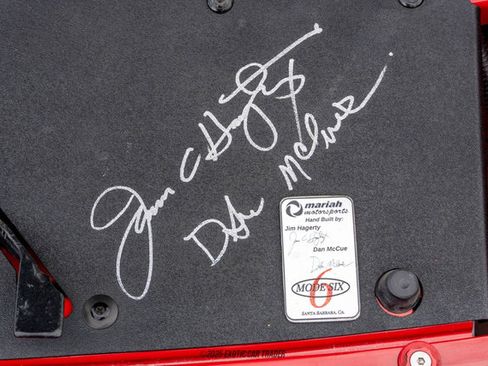 Jim C Hagerty
Dan McCue
mariah
motorsports
Hand Built by:
Jim Hagerty
Dan McCue
MODE SIX
6
SANTA BARBARA, CA.